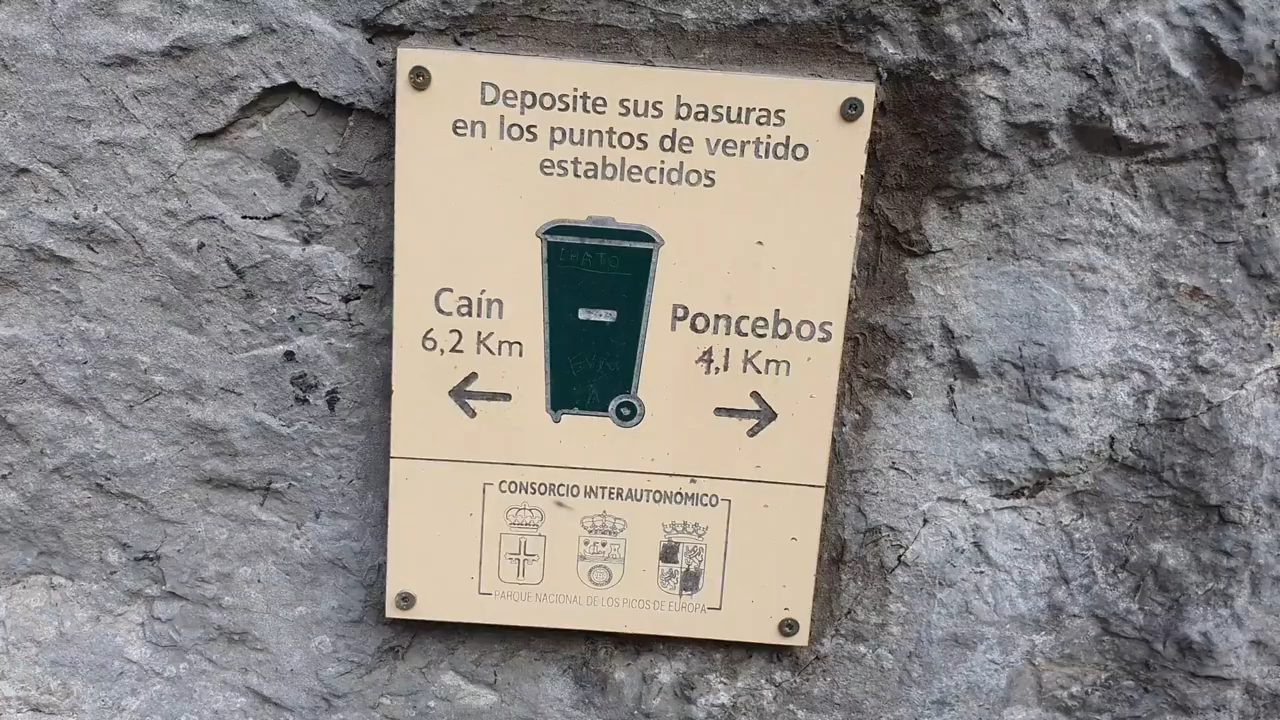 Deposite sus basuras
en los puntos de vertido
establecidos
Caín
6,2 Km
Poncebos
4,1 Km
CONSORCIO INTERAUTONÓMICO
PARQUE NACIONAL DE LOS PICOS DE EUROPA